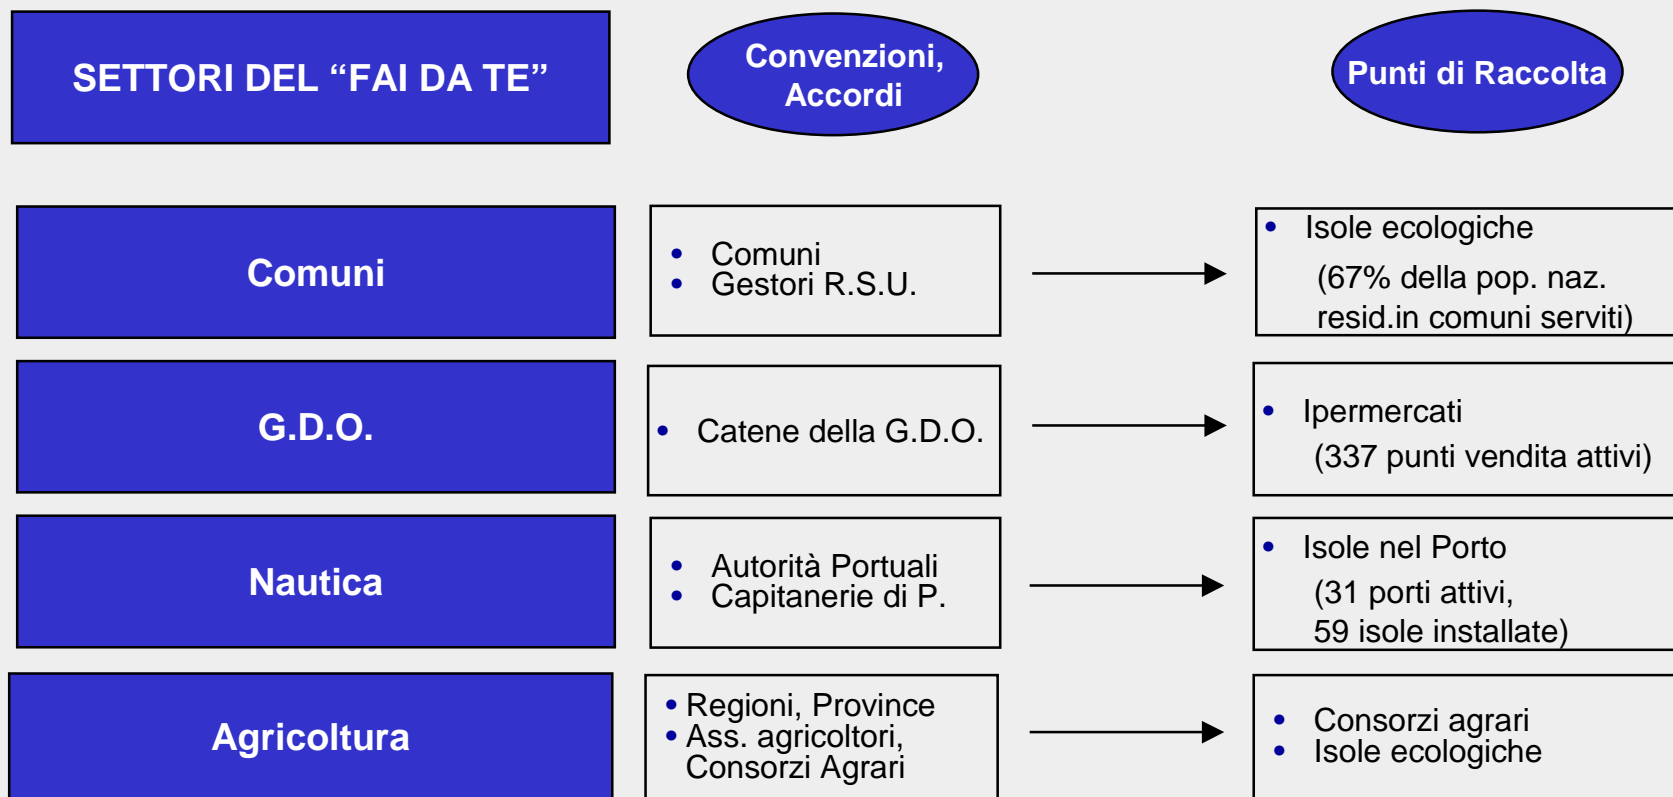 SETTORI DEL “FAI DA TE”
Convenzioni,
Accordi
Punti di Raccolta
Comuni
• Comuni
• Gestori R.S.U.
• Isole ecologiche
(67% della pop. naz.
resid.in comuni serviti)
G.D.O.
• Catene della G.D.O.
• Ipermercati
(337 punti vendita attivi)
Nautica
• Autorità Portuali
• Capitanerie di P.
• Isole nel Porto
(31 porti attivi,
59 isole installate)
Agricoltura
• Regioni, Province
• Ass. agricoltori,
Consorzi Agrari
• Consorzi agrari
• Isole ecologiche